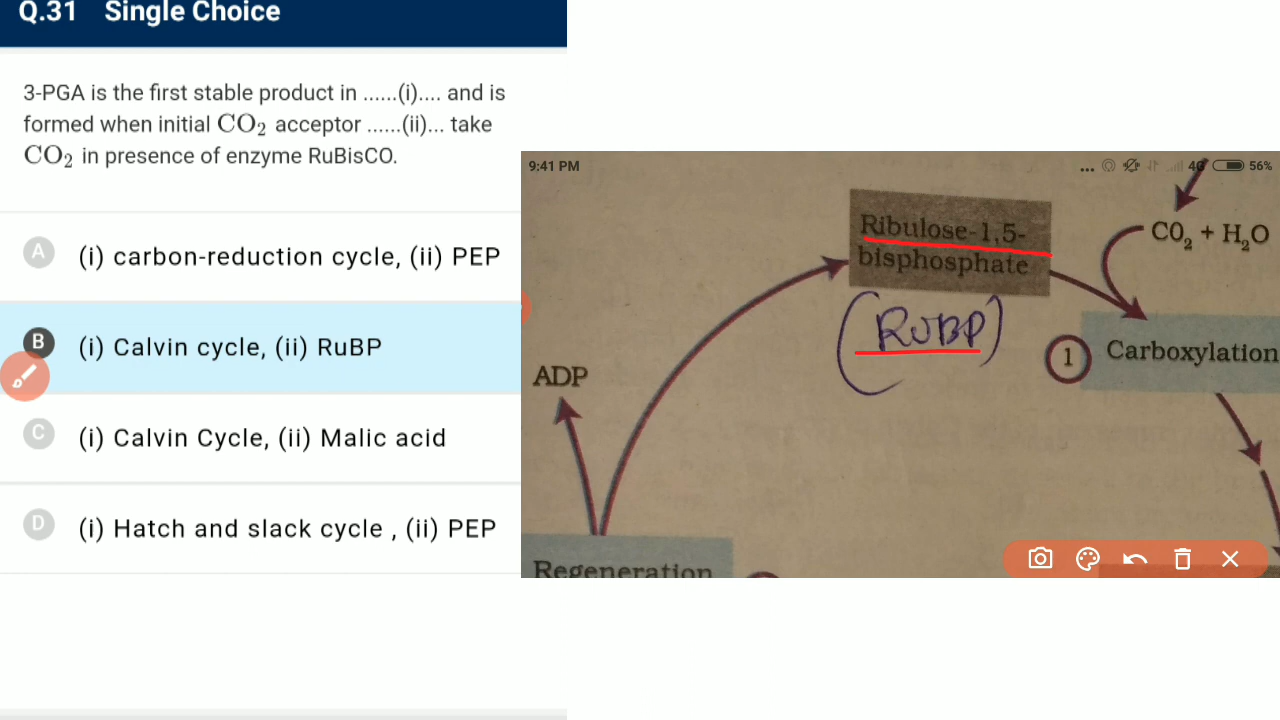 Q.31 Single Choice
3-PGA is the first stable product in ......(i).... and is
formed when initial CO2 acceptor ......(ii)... take
CO2 in presence of enzyme RuBisCO.
A (i) carbon-reduction cycle, (ii) PEP
B (i) Calvin cycle, (ii) RuBP
C (i) Calvin Cycle, (ii) Malic acid
D (i) Hatch and slack cycle , (ii) PEP
9:41 PM ... 4G 56%
Ribulose-1,5-
bisphosphate
CO2 + H2O
(RUBP)
1 Carboxylation
ADP
Regeneration